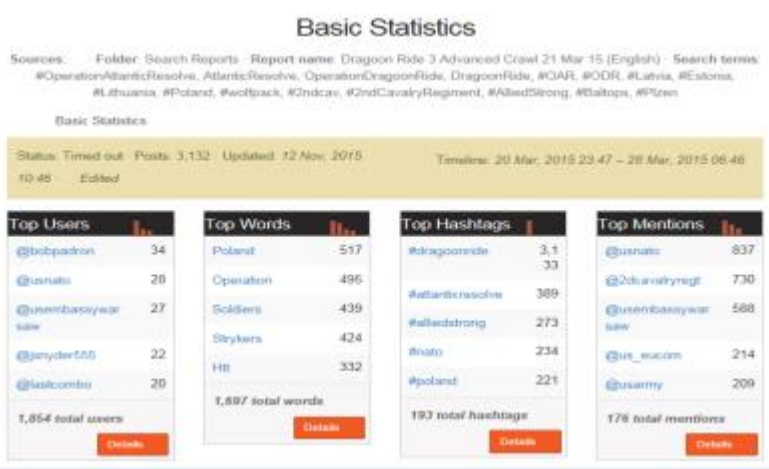 Basic Statistics
Sources: Folder: Search Reports · Report name: Dragoon Ride 3 Advanced Crawl 21 Mar 15 (English) · Search terms:
#OperationAtlanticResolve, AtlanticResolve, OperationDragoonRide, DragoonRide, #OAR, #ODR, #Latvia, #Estonia,
#Lithuania, #Poland, #wolfpack, #2ndcav, #2ndCavalryRegiment, #AlliedStrong, #Baltops, #Plzen
Basic Statistics
Status: Timed out · Posts: 3,132 · Updated: 12 Nov, 2015
10:46 · Edited
Timeline: 20 Mar, 2015 23:47 – 28 Mar, 2015 06:46
Top Users
@bobpadron 34
@usnato 28
@usembassywar
saw 27
@jsnyder555 22
@lastcombo 20
1,854 total users
Details
Top Words
Poland 517
Operation 496
Soldiers 439
Strykers 424
Htt 332
1,697 total words
Details
Top Hashtags
#dragoonride 3,1
33
#atlanticresolve 389
#alliedstrong 273
#nato 234
#poland 221
193 total hashtags
Details
Top Mentions
@usnato 837
@2dcavalryregt 730
@usembassywar
saw 568
@us_eucom 214
@usarmy 209
176 total mentions
Details